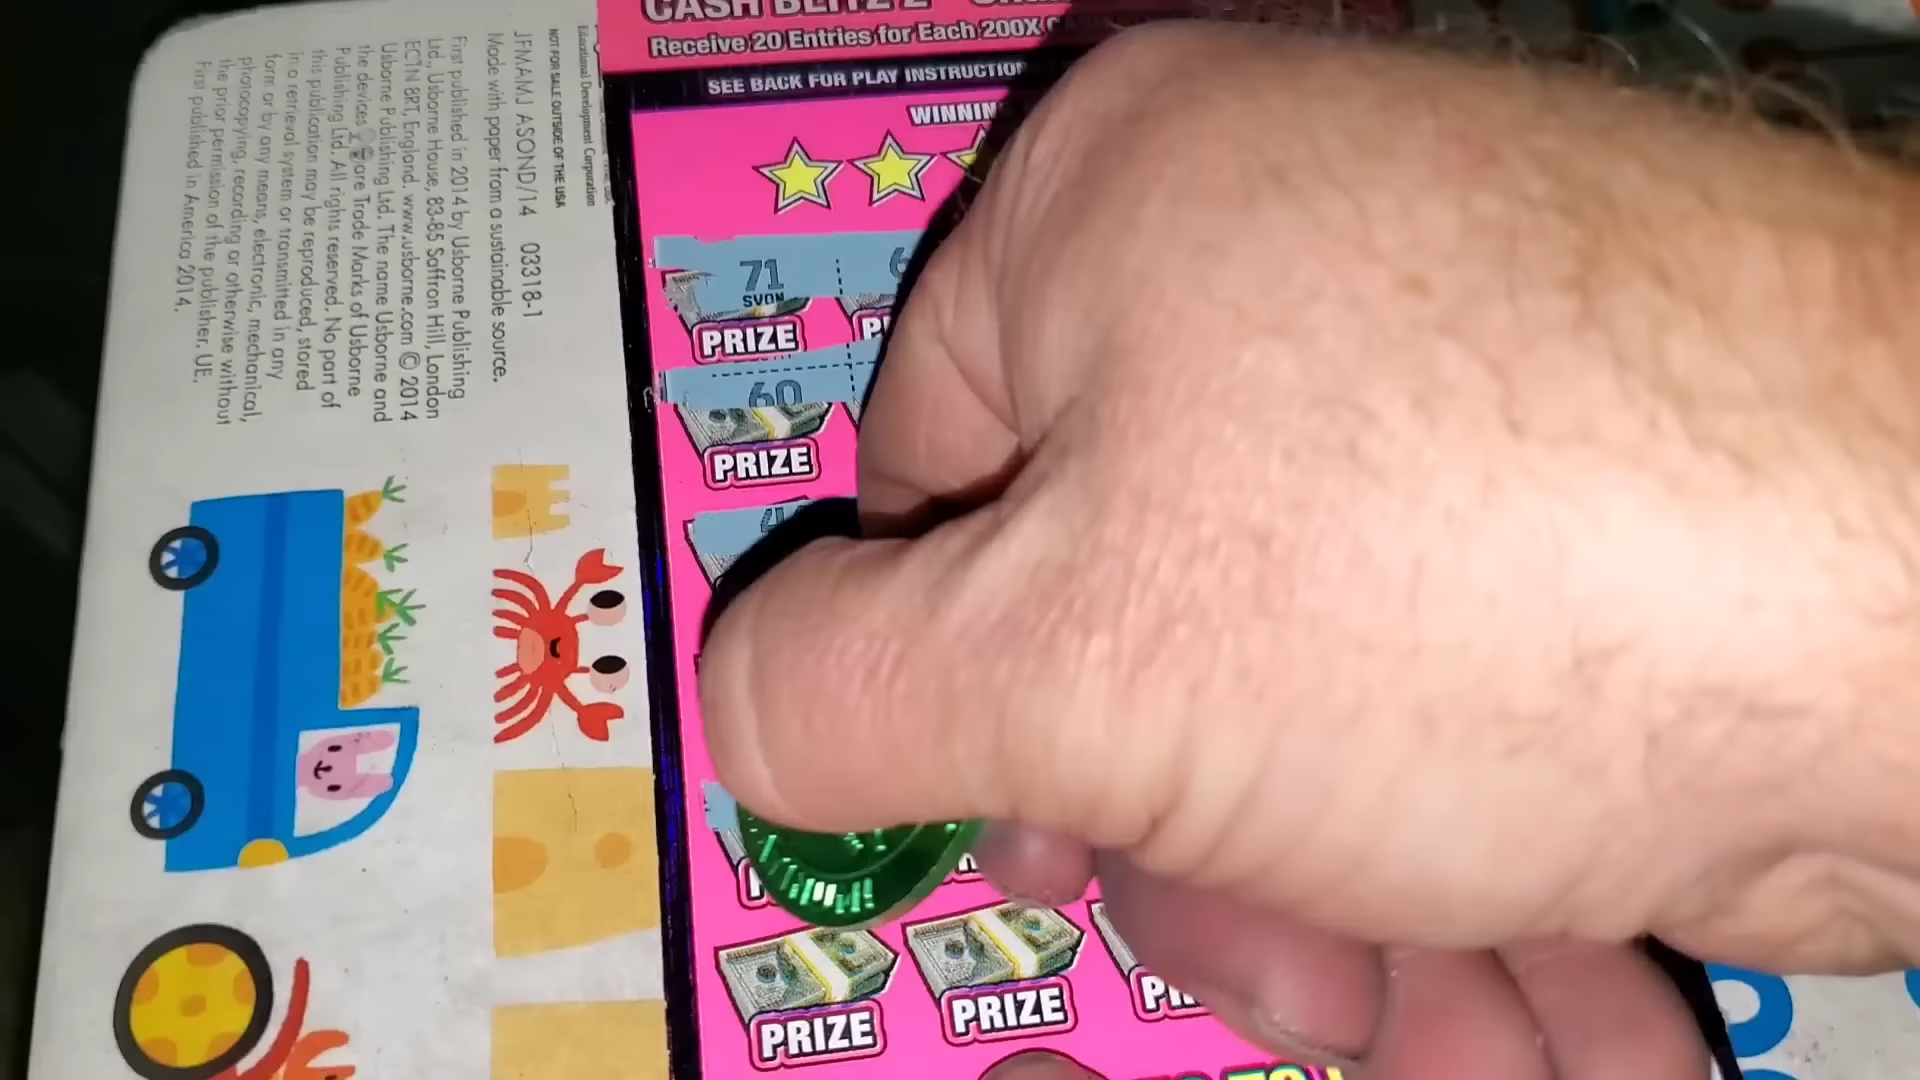 CASH BLITZ 2
Receive 20 Entries for Each 200X
SEE BACK FOR PLAY INSTRUCTION
WINNIN
71
SVON
PRIZE
60
PRIZE
PRIZE
PRIZE
Educational Development Corporation
NOT FOR SALE OUTSIDE OF THE USA
JFMAMJ ASOND/14 03318-1
Made with paper from a sustainable source.
First published in 2014 by Usborne Publishing
Ltd., Usborne House, 83-85 Saffron Hill, London
EC1N 8RT, England. www.usborne.com © 2014
Usborne Publishing Ltd. The name Usborne and
the devices are Trade Marks of Usborne
Publishing Ltd. All rights reserved. No part of
this publication may be reproduced, stored
in a retrieval system or transmitted in any
form or by any means, electronic, mechanical,
photocopying, recording or otherwise without
the prior permission of the publisher. UE.
First published in America 2014.